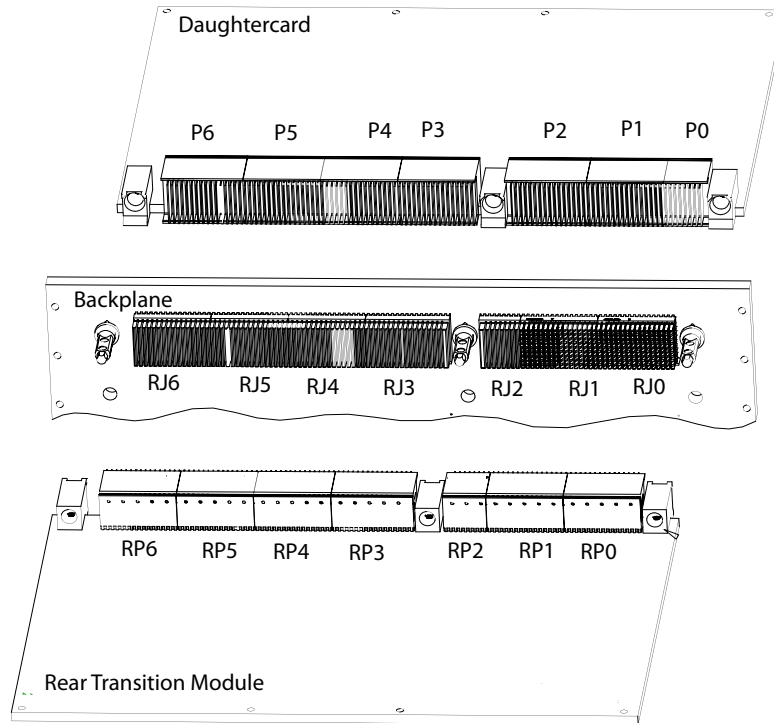 Daughtercard
P6 P5 P4 P3 P2 P1 P0
Backplane
RJ6 RJ5 RJ4 RJ3 RJ2 RJ1 RJ0
RP6 RP5 RP4 RP3 RP2 RP1 RP0
Rear Transition Module